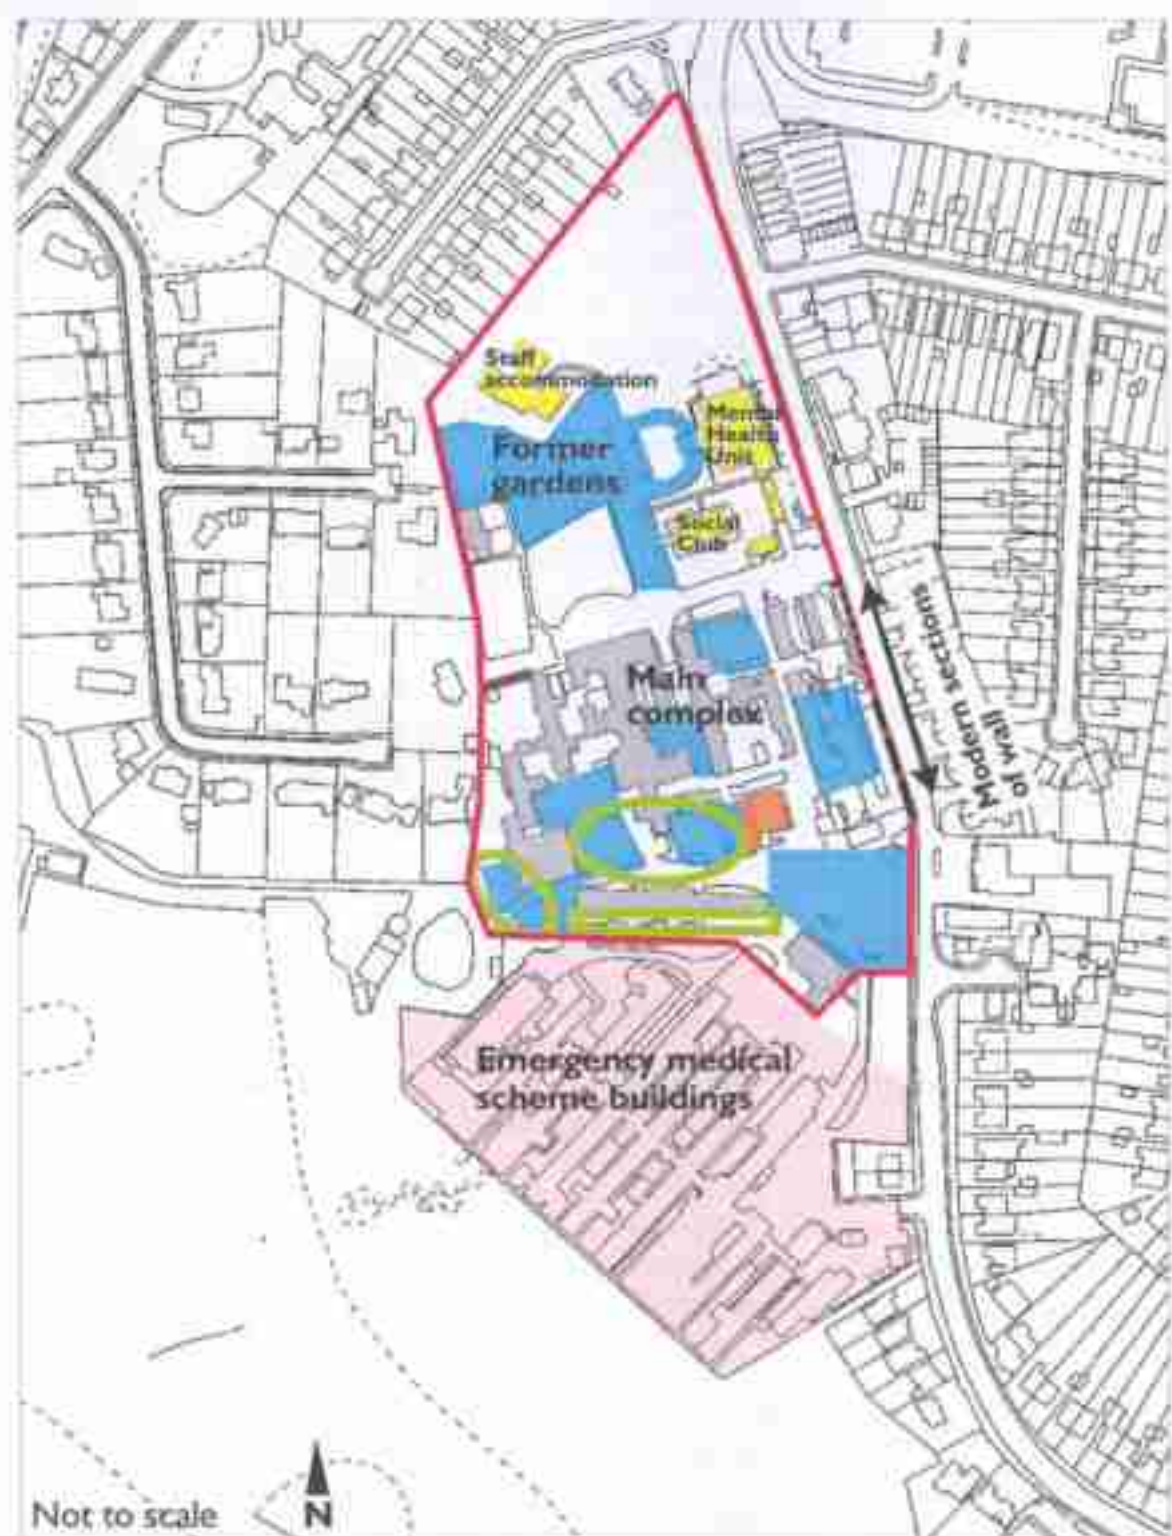 Staff
accommodation
Mental
Health
Unit
Former
gardens
Social
Club
Main
complex
Modern sections
of wall
Emergency medical
scheme buildings
Not to scale
N